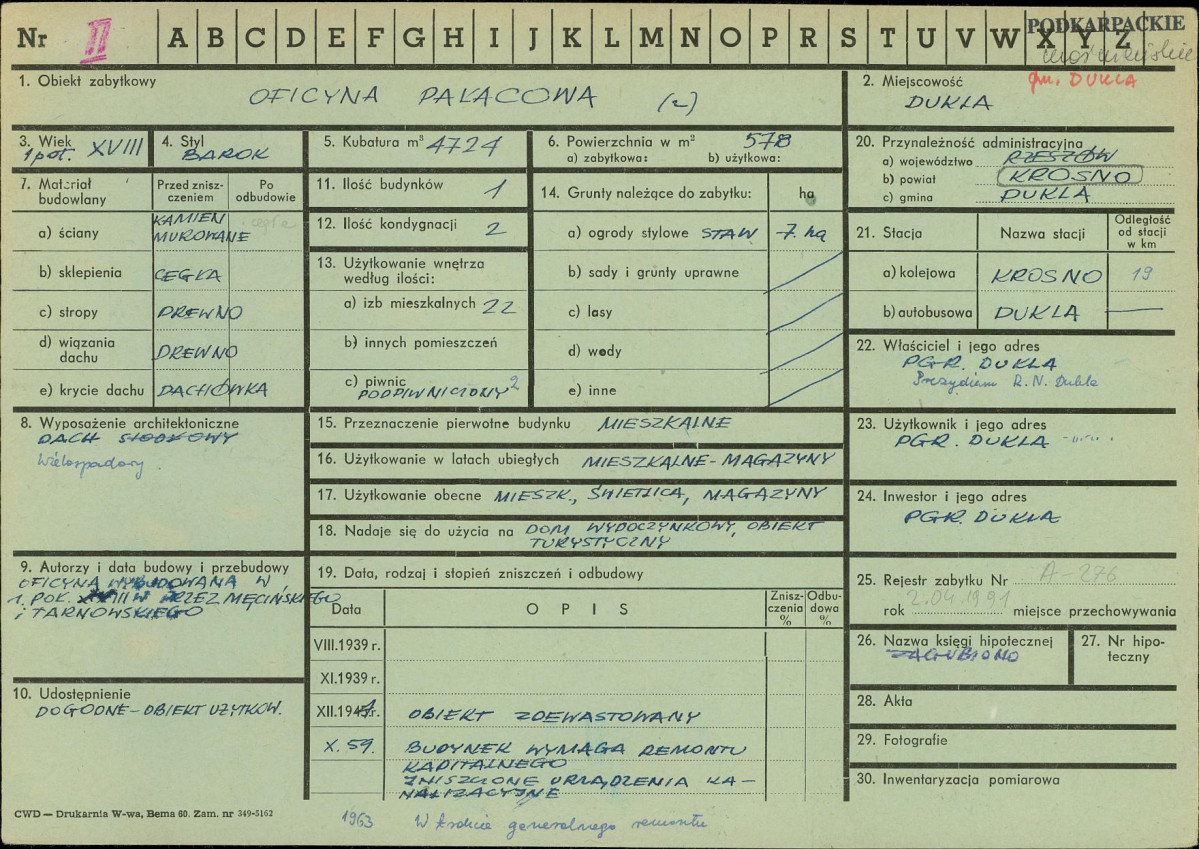 Nr II A B C D E F G H I J K L M N O P R S T U V W X Y Z
PODKARPACKIE
krośnieńskie
gm. DUKLA
1. Obiekt zabytkowy
OFICYNA PAŁACOWA
2. Miejscowość
DUKLA
3. Wiek
1 poł. XVIII
4. Styl
BAROK
5. Kubatura m³ 4724
6. Powierzchnia w m² 578
a) zabytkowa: b) użytkowa:
20. Przynależność administracyjna
a) województwo RZESZÓW
b) powiat KROSNO
c) gmina DUKLA
7. Materiał budowlany
Przed zniszczeniem
Po odbudowie
a) ściany KAMIEŃ
MUROWANE
b) sklepienia CEGŁA
c) stropy DREWNO
d) wiązania dachu DREWNO
e) krycie dachu DACHÓWKA
11. Ilość budynków 1
12. Ilość kondygnacji 2
13. Użytkowanie wnętrza
według ilości:
a) izb mieszkalnych 22
b) innych pomieszczeń
c) piwnic 2
PODPIWNICZONY
14. Grunty należące do zabytku: ha
a) ogrody stylowe STAW 7. ha
b) sady i grunty uprawne
c) lasy
d) wody
e) inne
21. Stacja
Nazwa stacji
Odległość
od stacji
w km
a) kolejowa KROSNO 19
b) autobusowa DUKLA —
22. Właściciel i jego adres
PGR. DUKLA
Prezydium R. N. Dukla
8. Wyposażenie architektoniczne
DACH SIODŁOWY
Wielospadowy
15. Przeznaczenie pierwotne budynku MIESZKALNE
16. Użytkowanie w latach ubiegłych MIESZKALNE-MAGAZYNY
17. Użytkowanie obecne MIESZK., ŚWIETLICA, MAGAZYNY
18. Nadaje się do użycia na DOM WYPOCZYNKOWY, OBIEKT
TURYSTYCZNY
23. Użytkownik i jego adres
PGR. DUKLA
24. Inwestor i jego adres
PGR. DUKLA
9. Autorzy i data budowy i przebudowy
OFICYNA WYBUDOWANA W
1. POŁ. XVIII W PRZEZ MĘCIŃSKIEGO
i TARNOWSKIEGO
10. Udostępnienie
DOGODNE-OBIEKT UŻYTKOW.
19. Data, rodzaj i stopień zniszczeń i odbudowy
Data
OPIS
Zniszczenia %
Odbudowa %
VIII.1939 r.
XI.1939 r.
XII.194 r. OBIEKT ZDEWASTOWANY
X. 59. BUDYNEK WYMAGA REMONTU
KAPITALNEGO
ZNISZCZONE URZĄDZENIA KA-
NALIZACYJNE
1963 W trakcie generalnego remontu
25. Rejestr zabytku Nr A-276
rok 2.04.1991 miejsce przechowywania
26. Nazwa księgi hipotecznej
ZAGUBIONO
27. Nr hipoteczny
28. Akta
29. Fotografie
30. Inwentaryzacja pomiarowa
CWD — Drukarnia W-wa, Bema 60. Zam. nr 349-5162